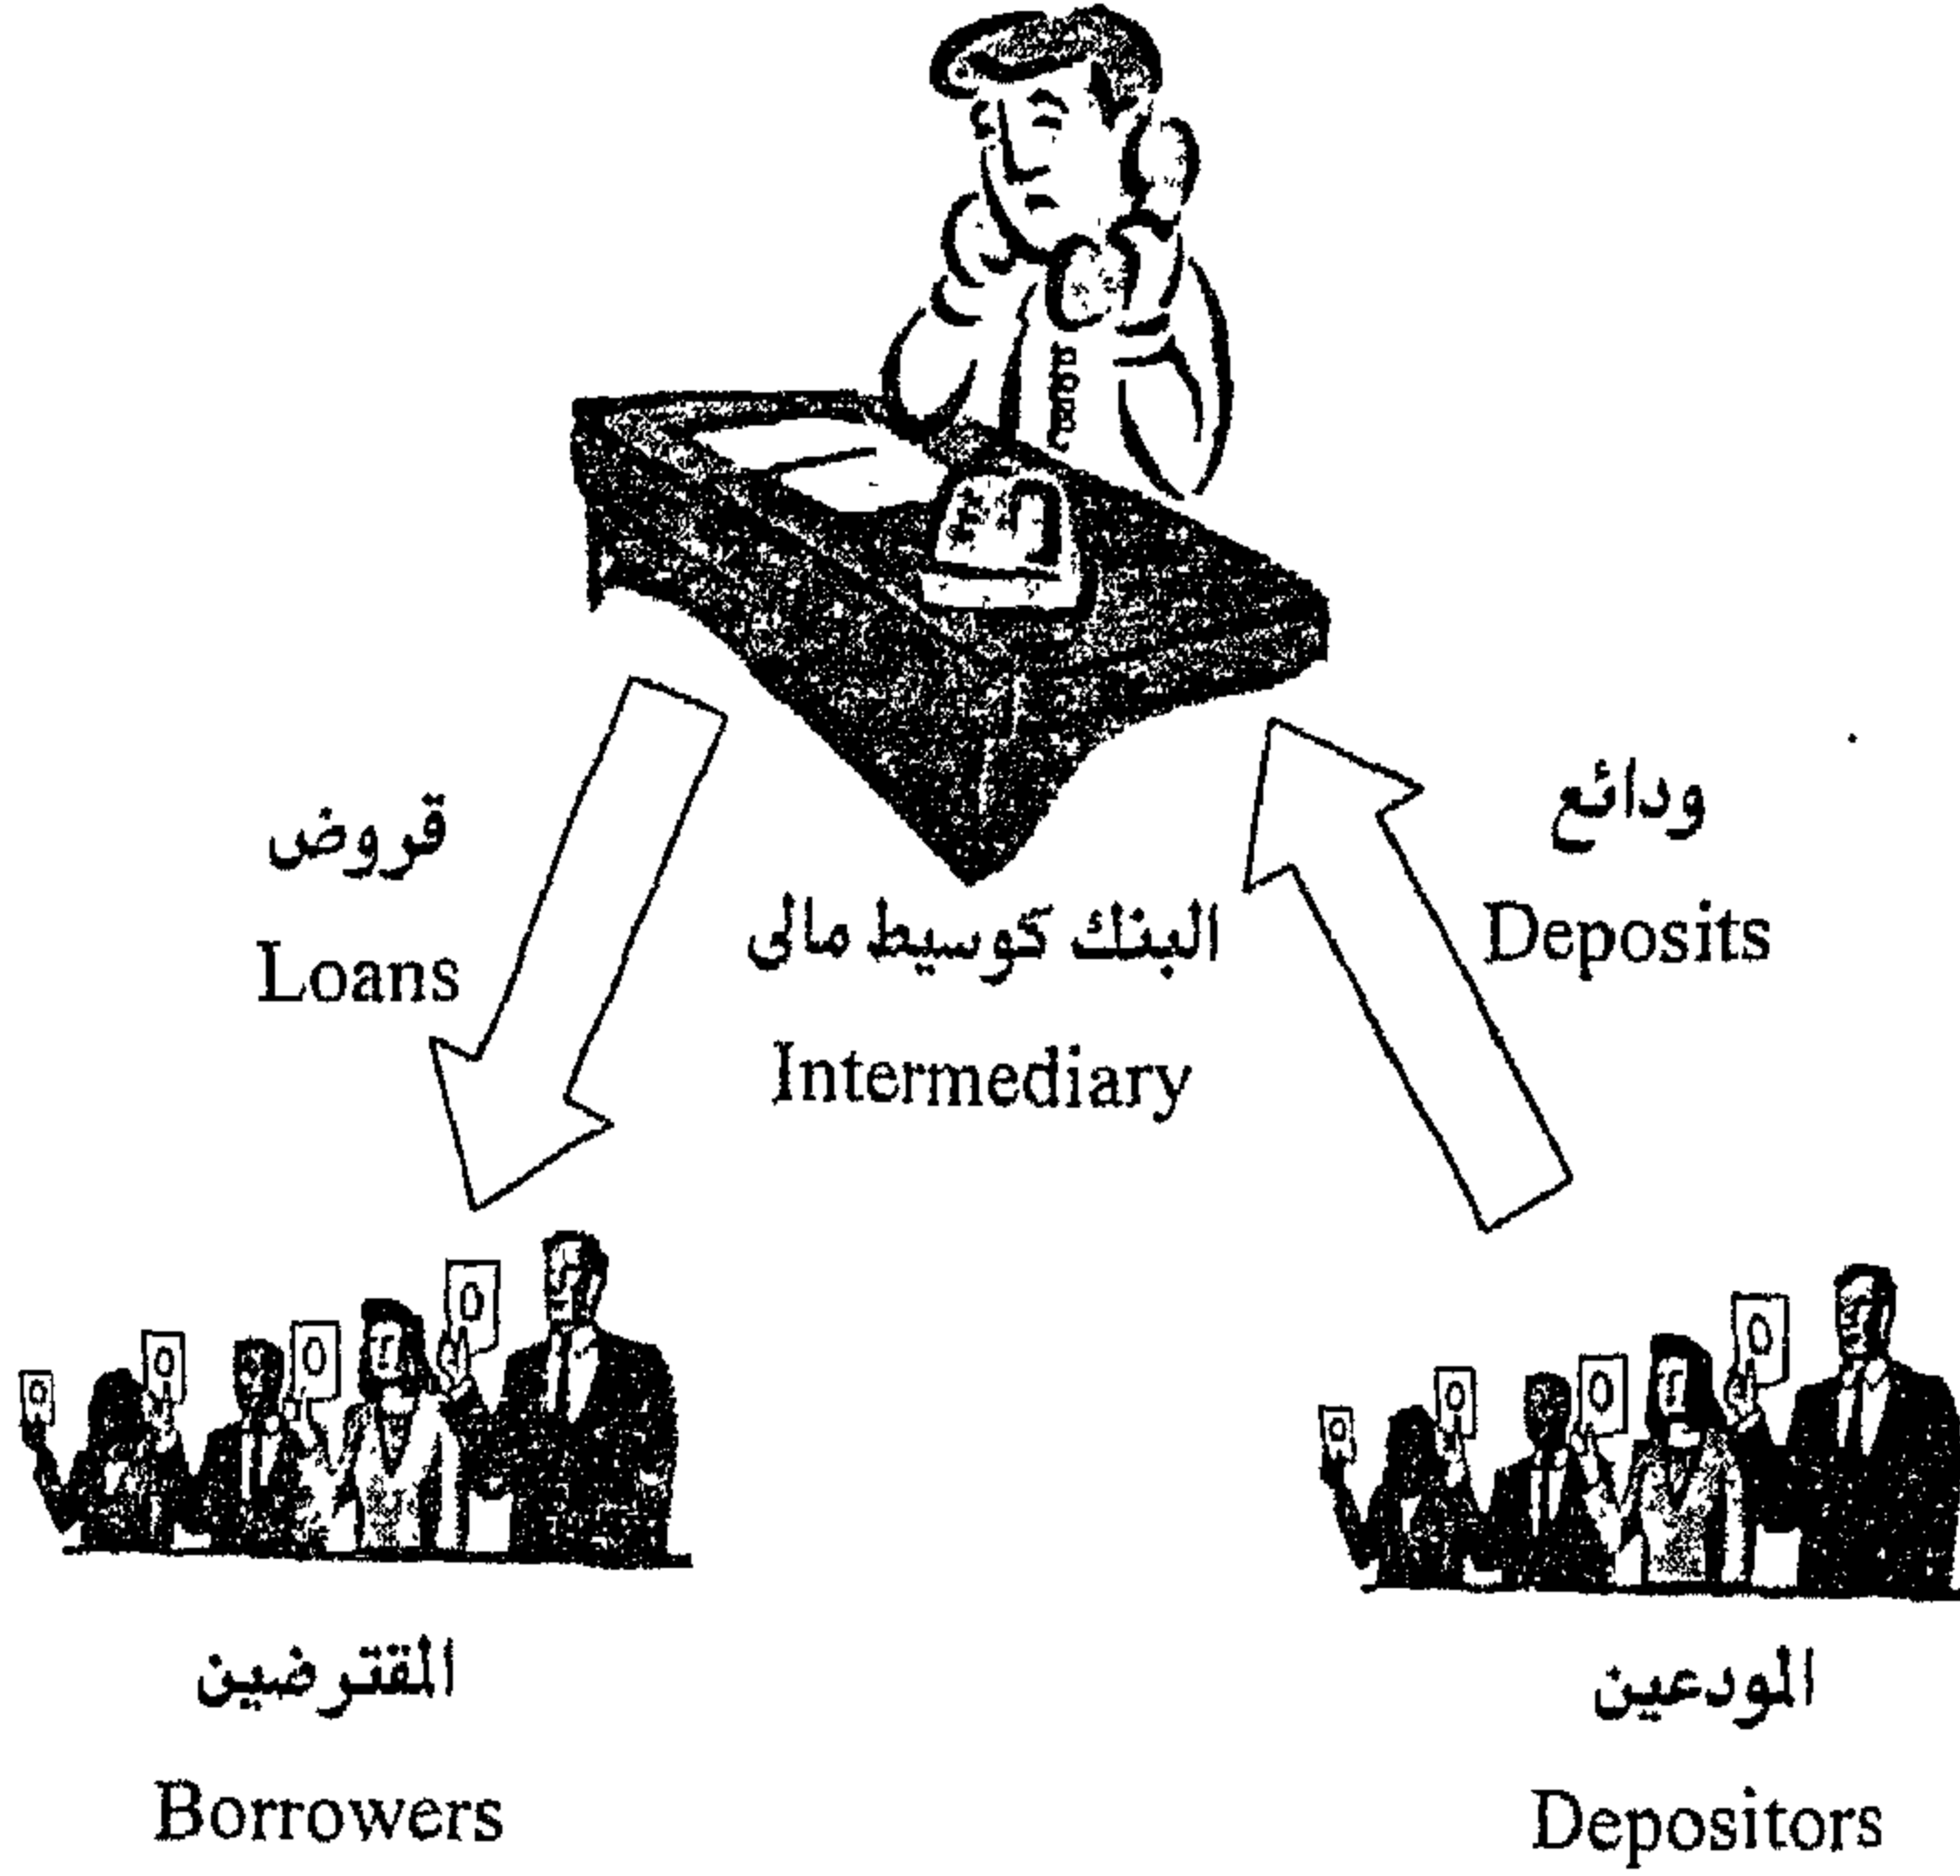 ودائع
Deposits
قروض
Loans
البنك كوسيط مالى
Intermediary
المقترضين
Borrowers
المودعين
Depositors